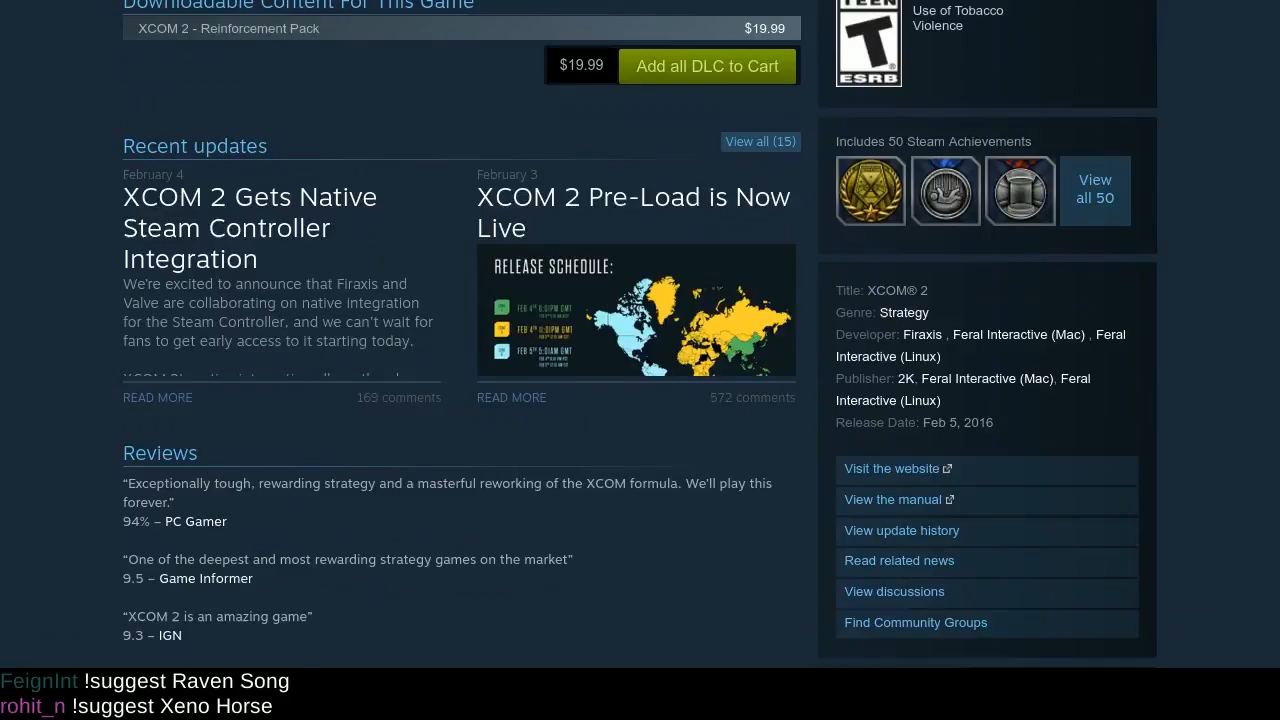 Downloadable Content For This Game
XCOM 2 - Reinforcement Pack $19.99
$19.99 Add all DLC to Cart
Recent updates View all (15)
February 4
XCOM 2 Gets Native
Steam Controller
Integration
We're excited to announce that Firaxis and
Valve are collaborating on native integration
for the Steam Controller, and we can't wait for
fans to get early access to it starting today.
READ MORE 169 comments
February 3
XCOM 2 Pre-Load is Now
Live
RELEASE SCHEDULE:
FEB 4TH 6:01PM GMT
FEB 5TH 5:01AM GMT
READ MORE 572 comments
Reviews
“Exceptionally tough, rewarding strategy and a masterful reworking of the XCOM formula. We'll play this
forever.”
94% – PC Gamer
“One of the deepest and most rewarding strategy games on the market”
9.5 – Game Informer
“XCOM 2 is an amazing game”
9.3 – IGN
TEEN
T
ESRB
Use of Tobacco
Violence
Includes 50 Steam Achievements
View
all 50
Title: XCOM® 2
Genre: Strategy
Developer: Firaxis , Feral Interactive (Mac) , Feral
Interactive (Linux)
Publisher: 2K, Feral Interactive (Mac), Feral
Interactive (Linux)
Release Date: Feb 5, 2016
Visit the website
View the manual
View update history
Read related news
View discussions
Find Community Groups
FeignInt !suggest Raven Song
rohit_n !suggest Xeno Horse